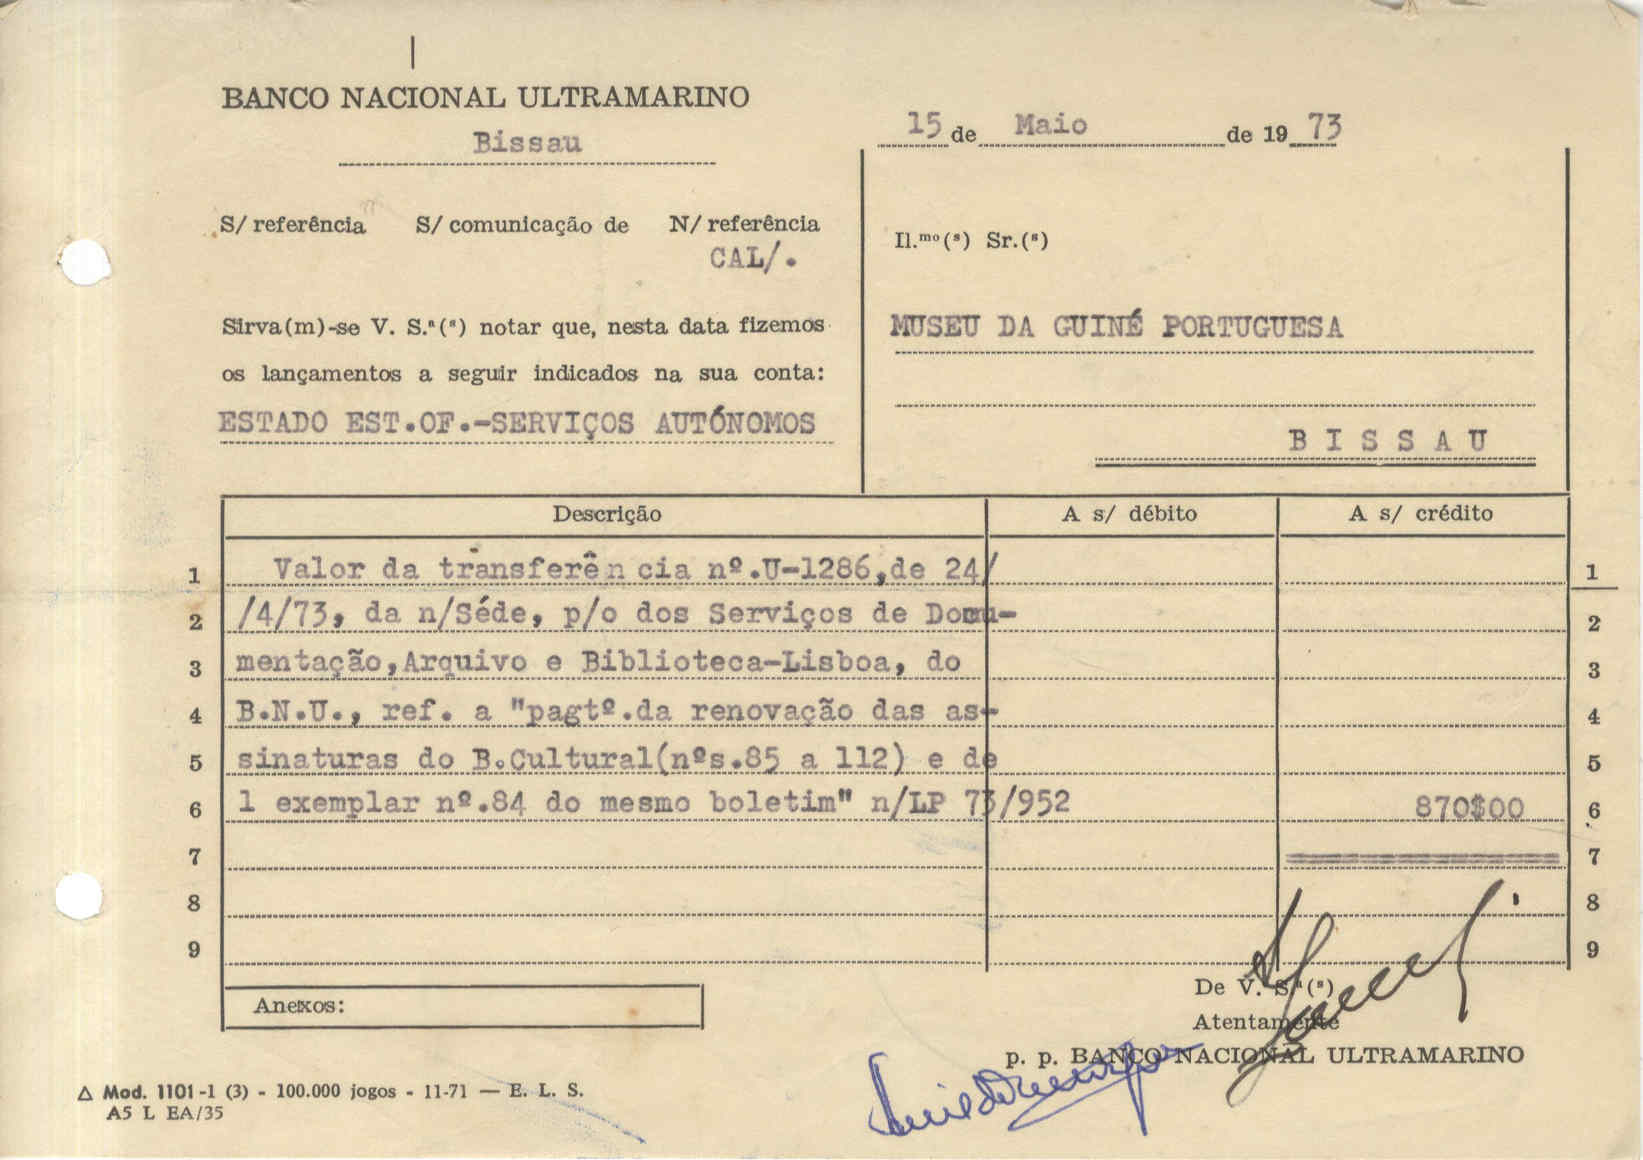 BANCO NACIONAL ULTRAMARINO
Bissau
15 de Maio de 19 73
S/ referência S/ comunicação de N/ referência
CAL/.
Il.ᵐᵒ(ˢ) Sr.(ˢ)
Sirva(m)-se V. S.ª(ˢ) notar que, nesta data fizemos
os lançamentos a seguir indicados na sua conta:
ESTADO EST.OF.-SERVIÇOS AUTÓNOMOS
MUSEU DA GUINÉ PORTUGUESA
B I S S A U
Descrição A s/ débito A s/ crédito
1 Valor da transferên cia nº.U-1286,de 24/ 1
2 /4/73, da n/Séde, p/o dos Serviços de Docu- 2
3 mentação,Arquivo e Biblioteca-Lisboa, do 3
4 B.N.U., ref. a "pagtº.da renovação das as- 4
5 sinaturas do B.Cultural(nºs.85 a 112) e de 5
6 1 exemplar nº.84 do mesmo boletim" n/LP 73/952 870$00 6
7 ================ 7
8 8
9 9
Anexos:
De V. S.ª(ˢ)
Atentamente
p. p. BANCO NACIONAL ULTRAMARINO
Δ Mod. 1101-1 (3) - 100.000 jogos - 11-71 — E. L. S.
A5 L EA/35